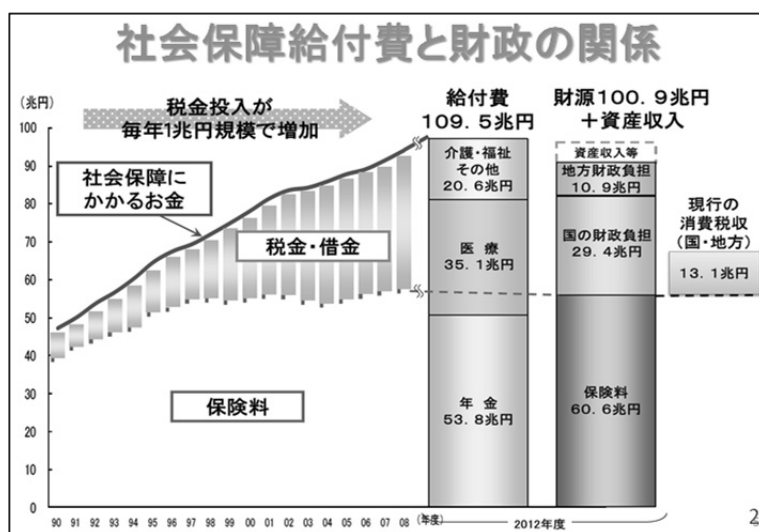 社会保障給付費と財政の関係
(兆円)
税金投入が
毎年1兆円規模で増加
給付費
109.5兆円
財源100.9兆円
+資産収入
100
90
80
70
60
50
40
30
20
10
0
社会保障に
かかるお金
税金・借金
保険料
介護・福祉
その他
20.6兆円
医療
35.1兆円
年金
53.8兆円
資産収入等
地方財政負担
10.9兆円
国の財政負担
29.4兆円
保険料
60.6兆円
現行の
消費税収
(国・地方)
13.1兆円
90 91 92 93 94 95 96 97 98 99 00 01 02 03 04 05 06 07 08 (年度)
2012年度
2